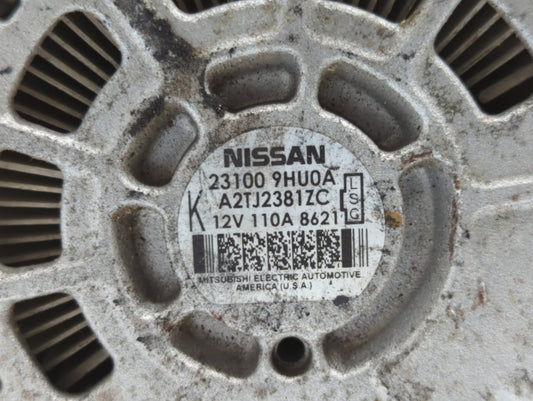 NISSAN
23100 9HU0A
K A2TJ2381ZC
12V 110A 8621
L
S
G
MITSUBISHI ELECTRIC AUTOMOTIVE
AMERICA (U.S.A)